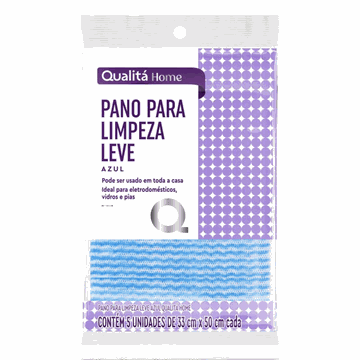 Qualitá Home
PANO PARA
LIMPEZA
LEVE
AZUL
Pode ser usado em toda a casa
Ideal para eletrodomésticos,
vidros e pias
Q
PANO PARA LIMPEZA LEVE AZUL QUALITÁ HOME
CONTÉM 5 UNIDADES DE 33 cm x 50 cm cada